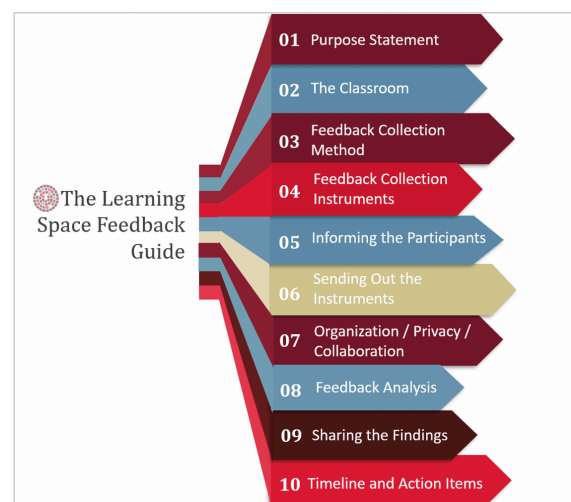 The Learning
Space Feedback
Guide
01 Purpose Statement
02 The Classroom
03 Feedback Collection
Method
04 Feedback Collection
Instruments
05 Informing the Participants
06 Sending Out the
Instruments
07 Organization / Privacy /
Collaboration
08 Feedback Analysis
09 Sharing the Findings
10 Timeline and Action Items